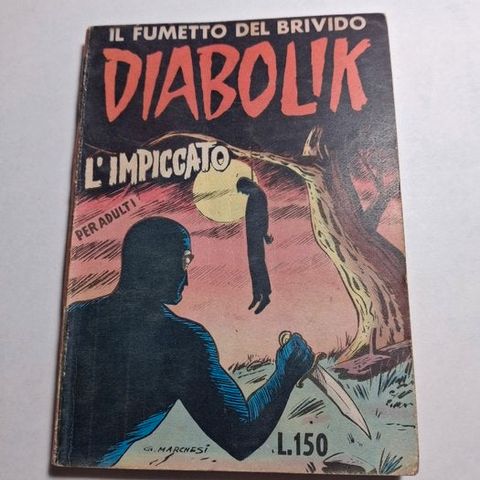 IL FUMETTO DEL BRIVIDO
DIABOLIK
L'IMPICCATO
PER ADULTI
G. MARCHESI
L.150